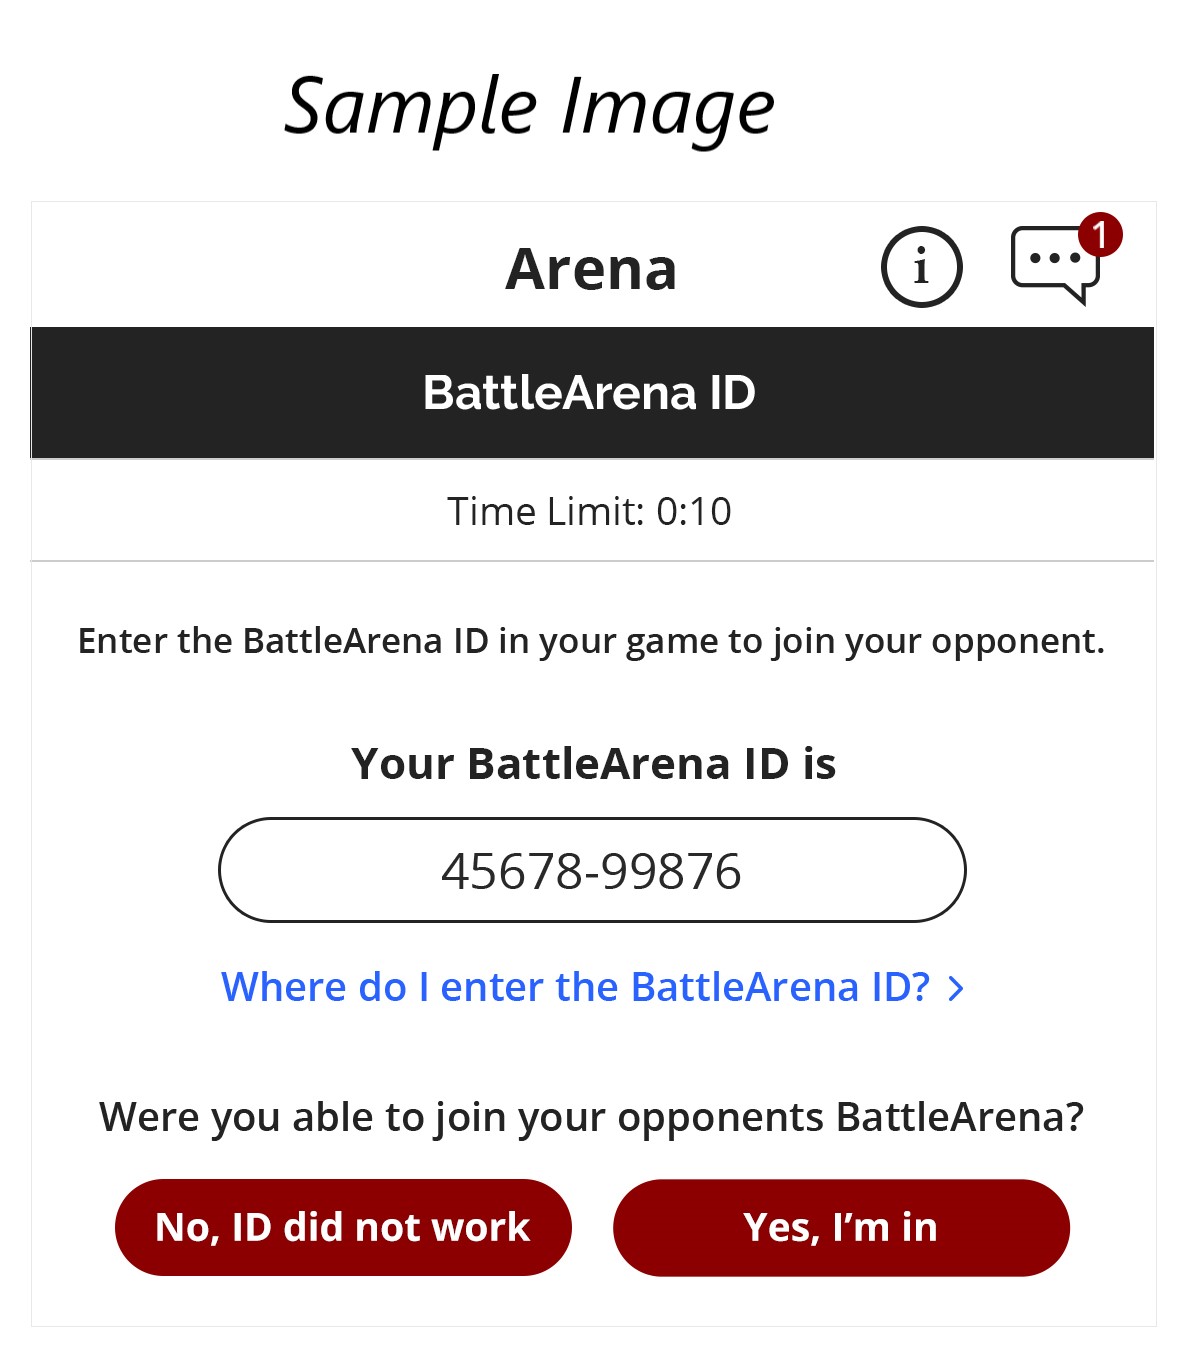 Sample Image
Arena
i
1
BattleArena ID
Time Limit: 0:10
Enter the BattleArena ID in your game to join your opponent.
Your BattleArena ID is
45678-99876
Where do I enter the BattleArena ID? >
Were you able to join your opponents BattleArena?
No, ID did not work
Yes, I’m in